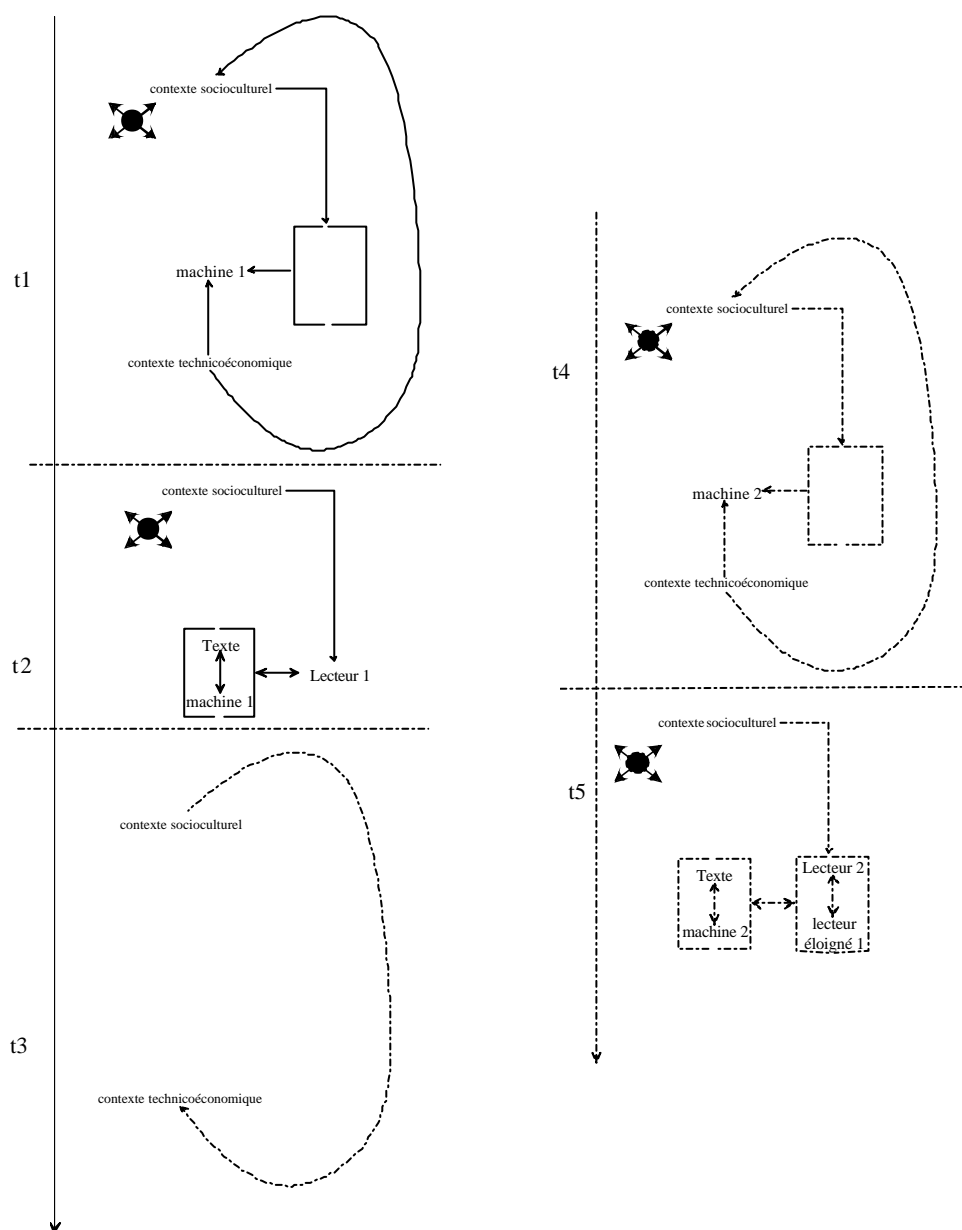 contexte socioculturel
t1
machine 1
contexte technicoéconomique
contexte socioculturel
t2
Texte
machine 1
Lecteur 1
contexte socioculturel
t3
contexte technicoéconomique
contexte socioculturel
t4
machine 2
contexte technicoéconomique
contexte socioculturel
t5
Texte
machine 2
Lecteur 2
lecteur
éloigné 1